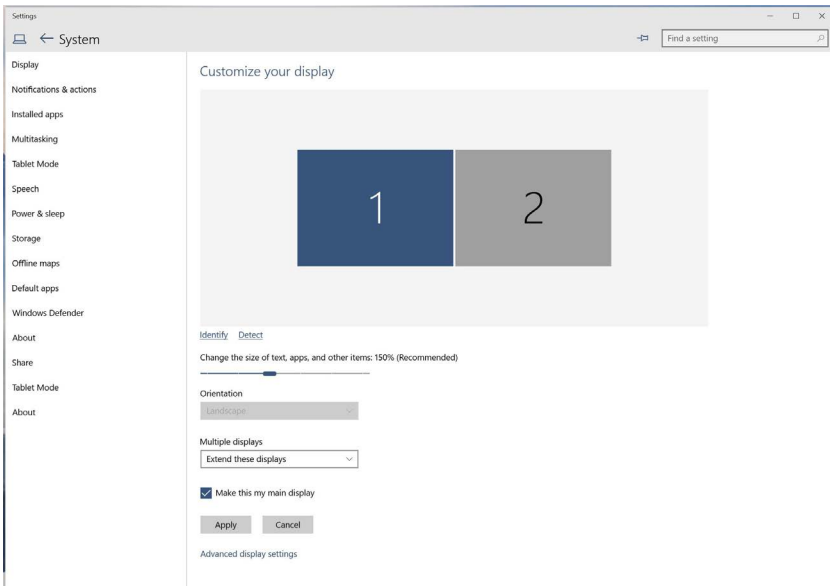 Settings
System
Find a setting
Display
Notifications & actions
Installed apps
Multitasking
Tablet Mode
Speech
Power & sleep
Storage
Offline maps
Default apps
Windows Defender
About
Share
Tablet Mode
About
Customize your display
1
2
Identify Detect
Change the size of text, apps, and other items: 150% (Recommended)
Orientation
Landscape
Multiple displays
Extend these displays
Make this my main display
Apply Cancel
Advanced display settings